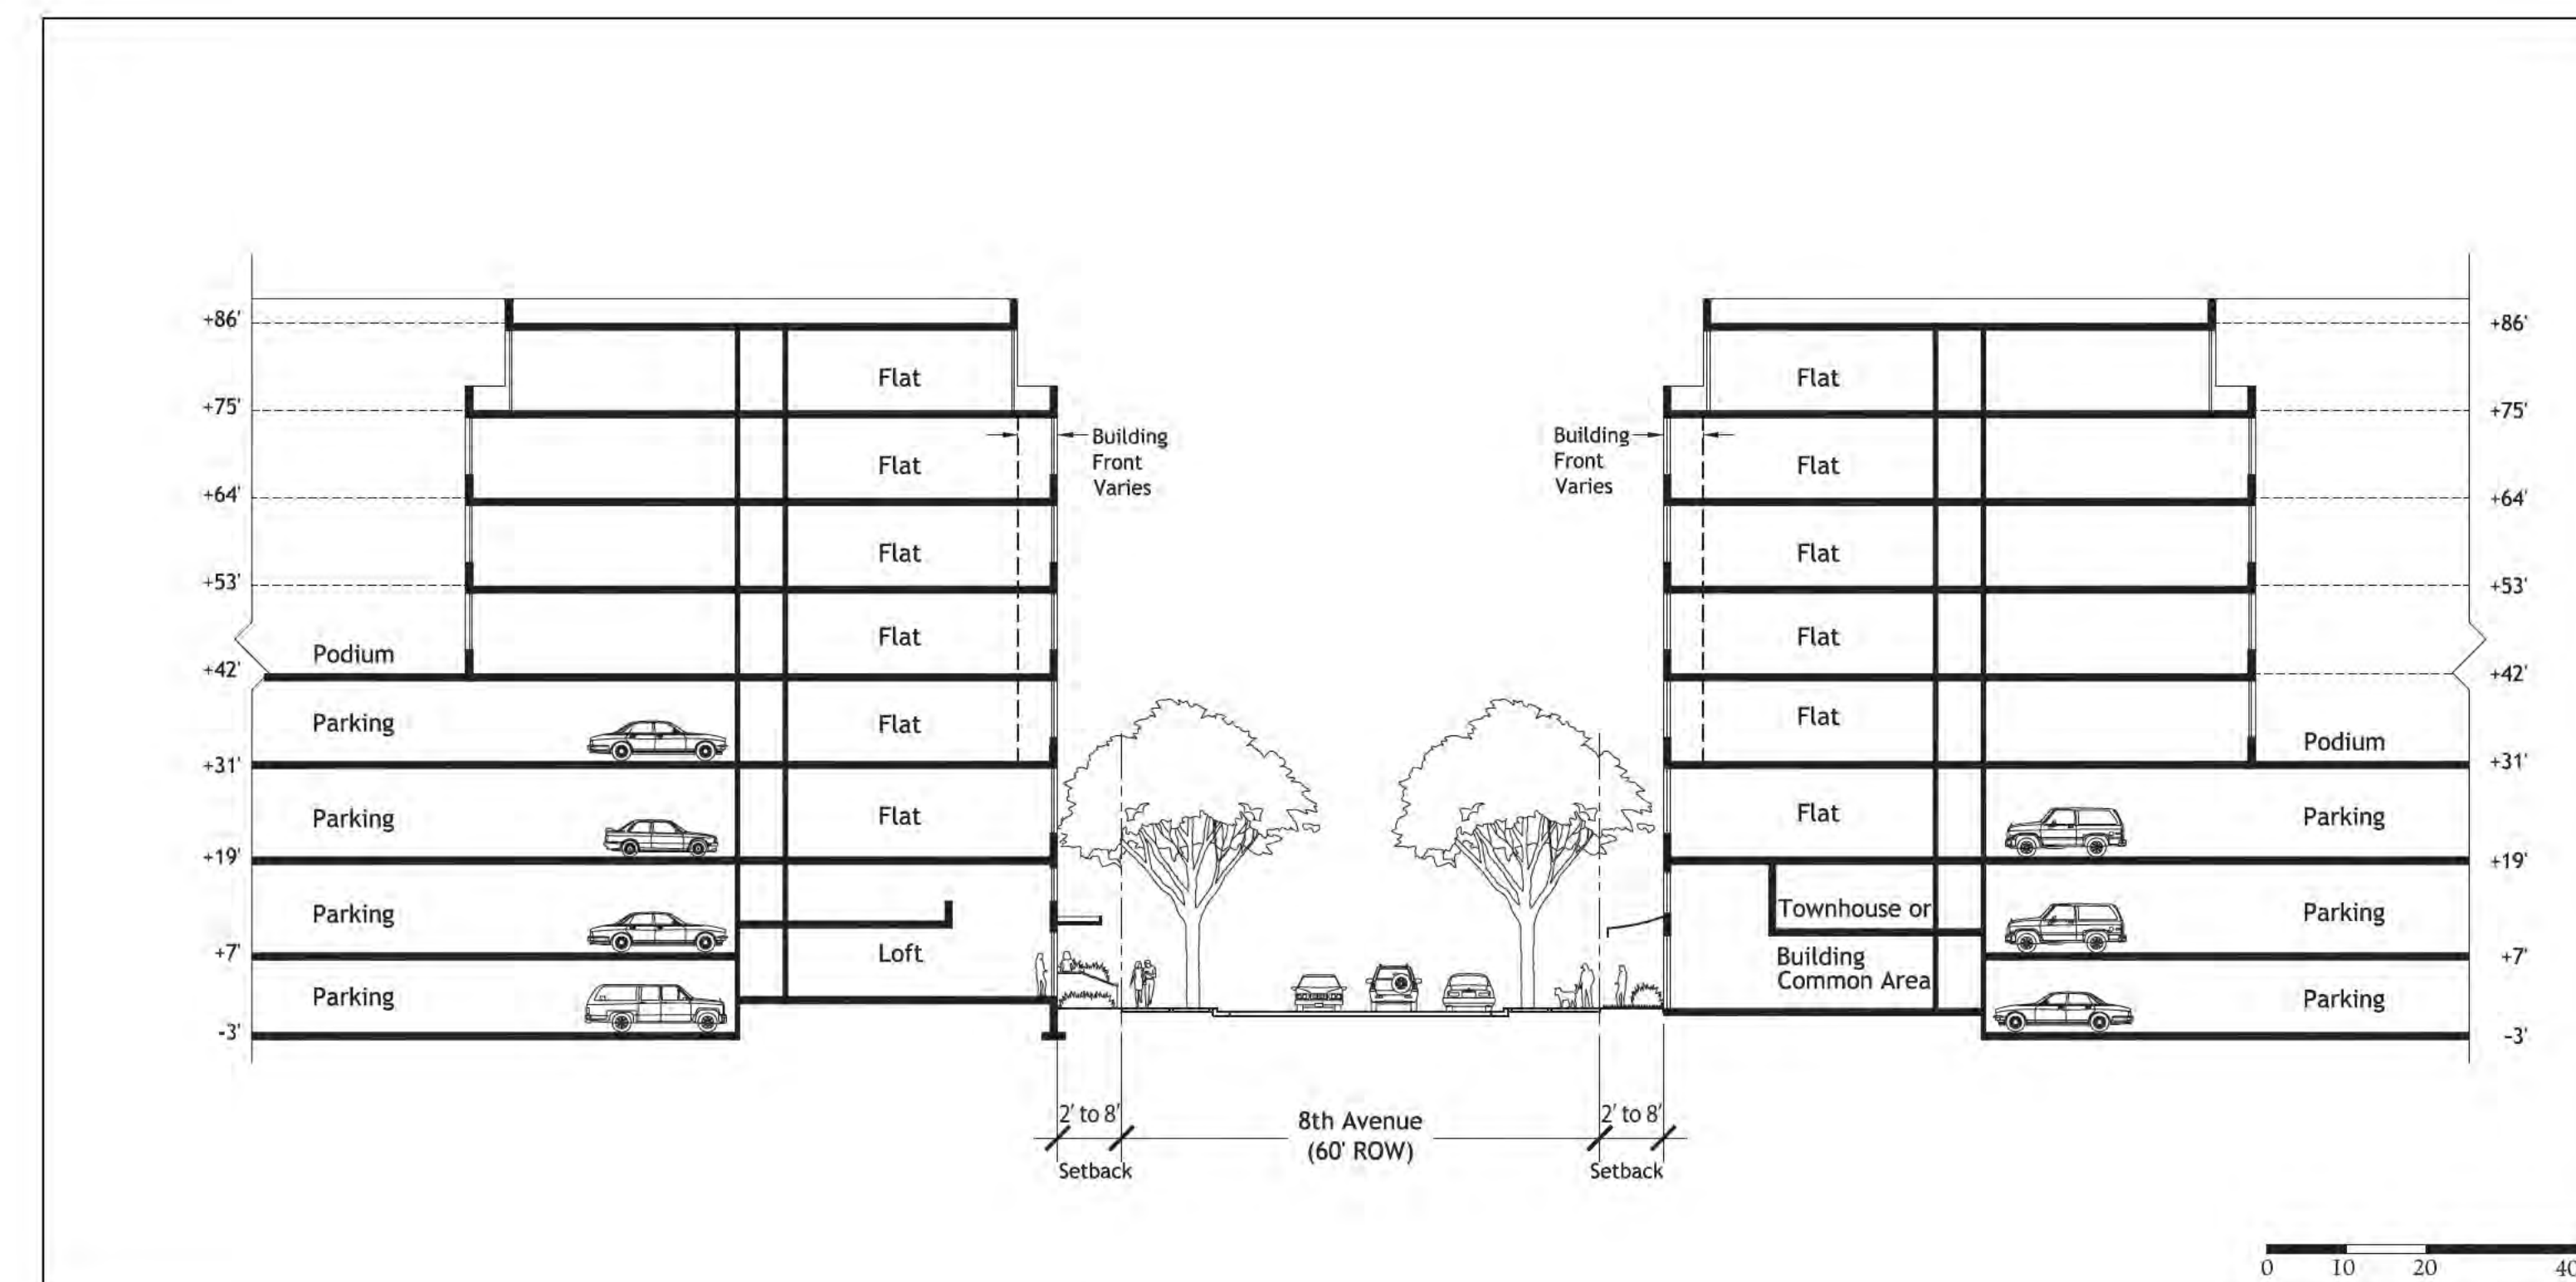 +86'
+86'
Flat
Flat
+75'
+75'
Building
Front
Varies
Building
Front
Varies
Flat
Flat
+64'
+64'
Flat
Flat
+53'
+53'
Flat
Flat
Podium
+42'
+42'
Parking
Flat
Flat
Podium
+31'
+31'
Parking
Flat
Flat
Parking
+19'
+19'
Parking
Townhouse or
Parking
+7'
Loft
Building
Common Area
+7'
Parking
Parking
-3'
-3'
2' to 8'
8th Avenue
(60' ROW)
2' to 8'
Setback
Setback
0 10 20 40